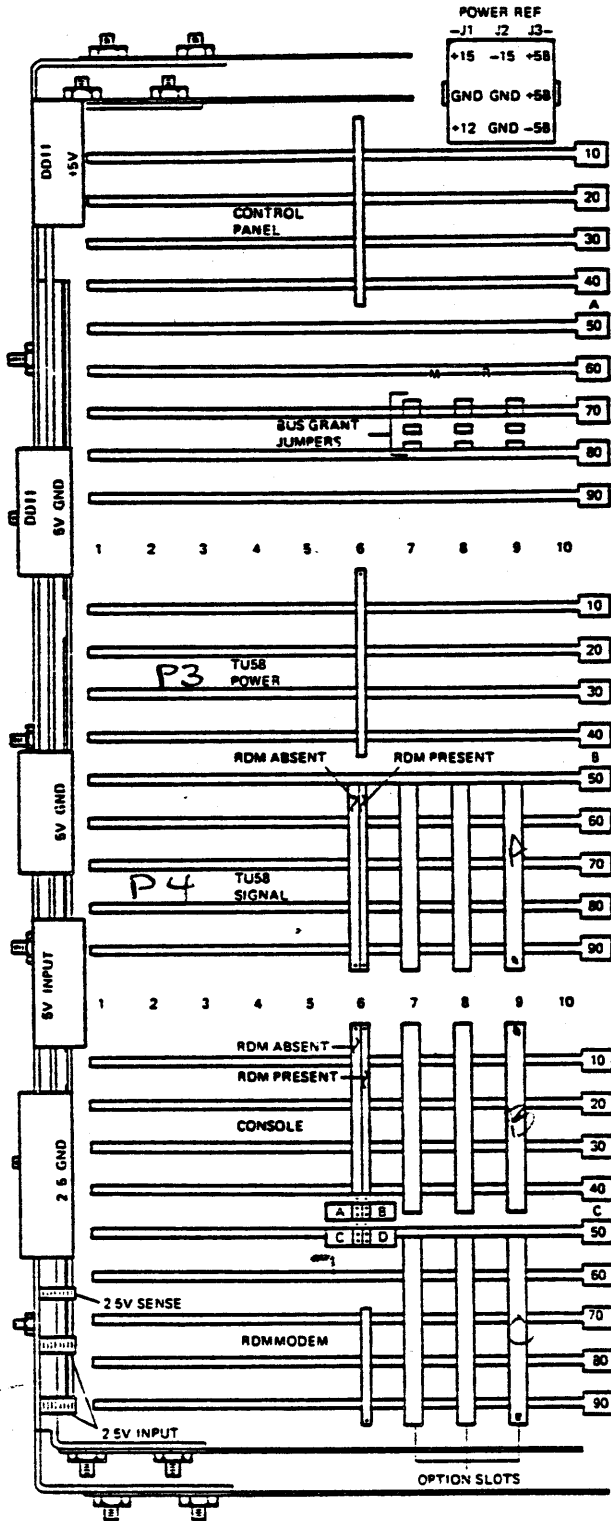 POWER REF
-J1 J2 J3-
+15 -15 +5B
GND GND +5B
+12 GND -5B
DD11
+5V
10
20
CONTROL
PANEL
30
40
A
50
60
70
BUS GRANT
JUMPERS
80
90
DD11
5V GND
1 2 3 4 5 6 7 8 9 10
10
20
P3
TU58
POWER
30
40
B
RDM ABSENT
RDM PRESENT
50
5V GND
60
70
P4
TU58
SIGNAL
80
90
5V INPUT
1 2 3 4 5 6 7 8 9 10
RDM ABSENT
10
RDM PRESENT
20
CONSOLE
30
40
2 5 GND
A B
C
C D
50
60
2 5V SENSE
70
RDM MODEM
80
90
2 5V INPUT
OPTION SLOTS